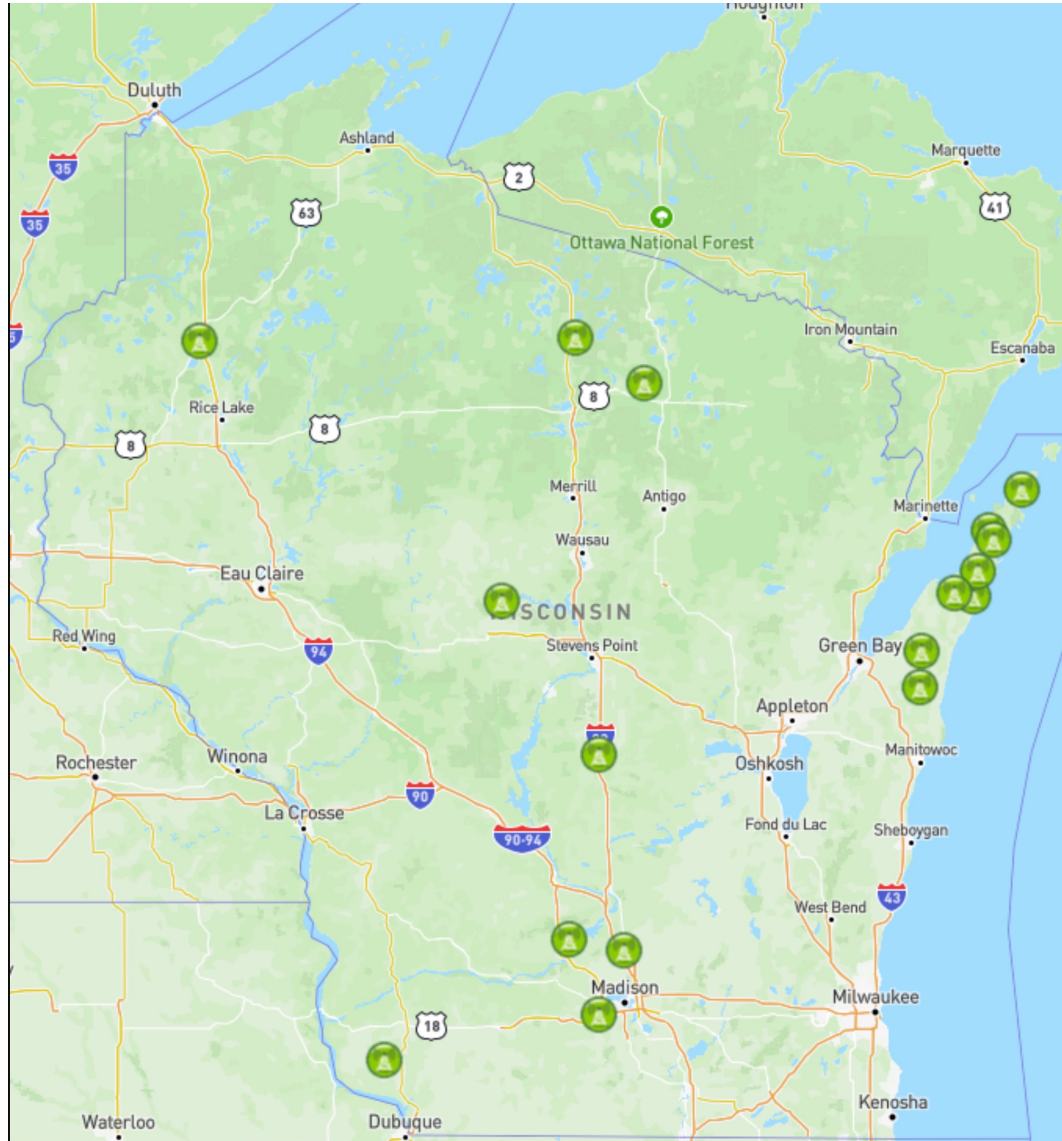 Houghton
Duluth
Ashland
Marquette
35
2
63
41
35
Ottawa National Forest
Iron Mountain
Escanaba
Rice Lake
8
8
8
Merrill
Antigo
Marinette
Wausau
Eau Claire
WISCONSIN
Red Wing
94
Stevens Point
Green Bay
Appleton
Winona
Rochester
Oshkosh
Manitowoc
90
La Crosse
90-94
Fond du Lac
Sheboygan
43
West Bend
Madison
Milwaukee
18
Kenosha
Waterloo
Dubuque